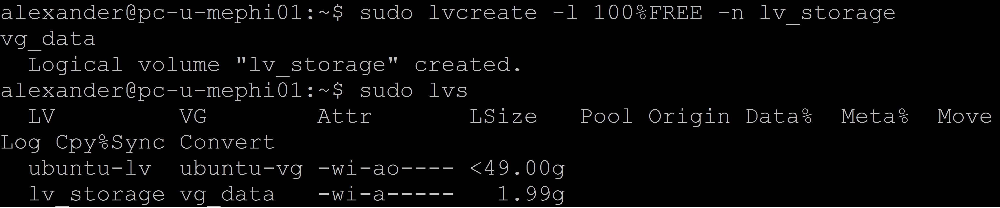 alexander@pc-u-mephi01:~$ sudo lvcreate -l 100%FREE -n lv_storage
vg_data
  Logical volume "lv_storage" created.
alexander@pc-u-mephi01:~$ sudo lvs
  LV         VG        Attr       LSize   Pool Origin Data%  Meta%  Move
Log Cpy%Sync Convert
  ubuntu-lv  ubuntu-vg -wi-ao---- <49.00g
  lv_storage vg_data   -wi-a-----   1.99g